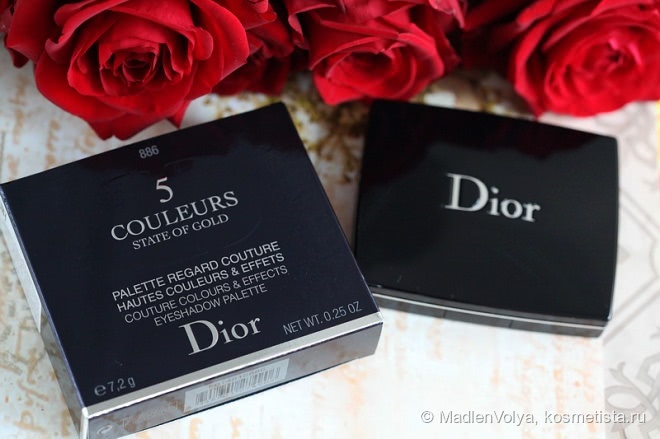 886
5
COULEURS
STATE OF GOLD
PALETTE REGARD COUTURE
HAUTES COULEURS & EFFETS
COUTURE COLOURS & EFFECTS
EYESHADOW PALETTE
Dior
NET WT. 0.25 OZ
e 7,2 g
Dior
© MadlenVolya, kosmetista.ru